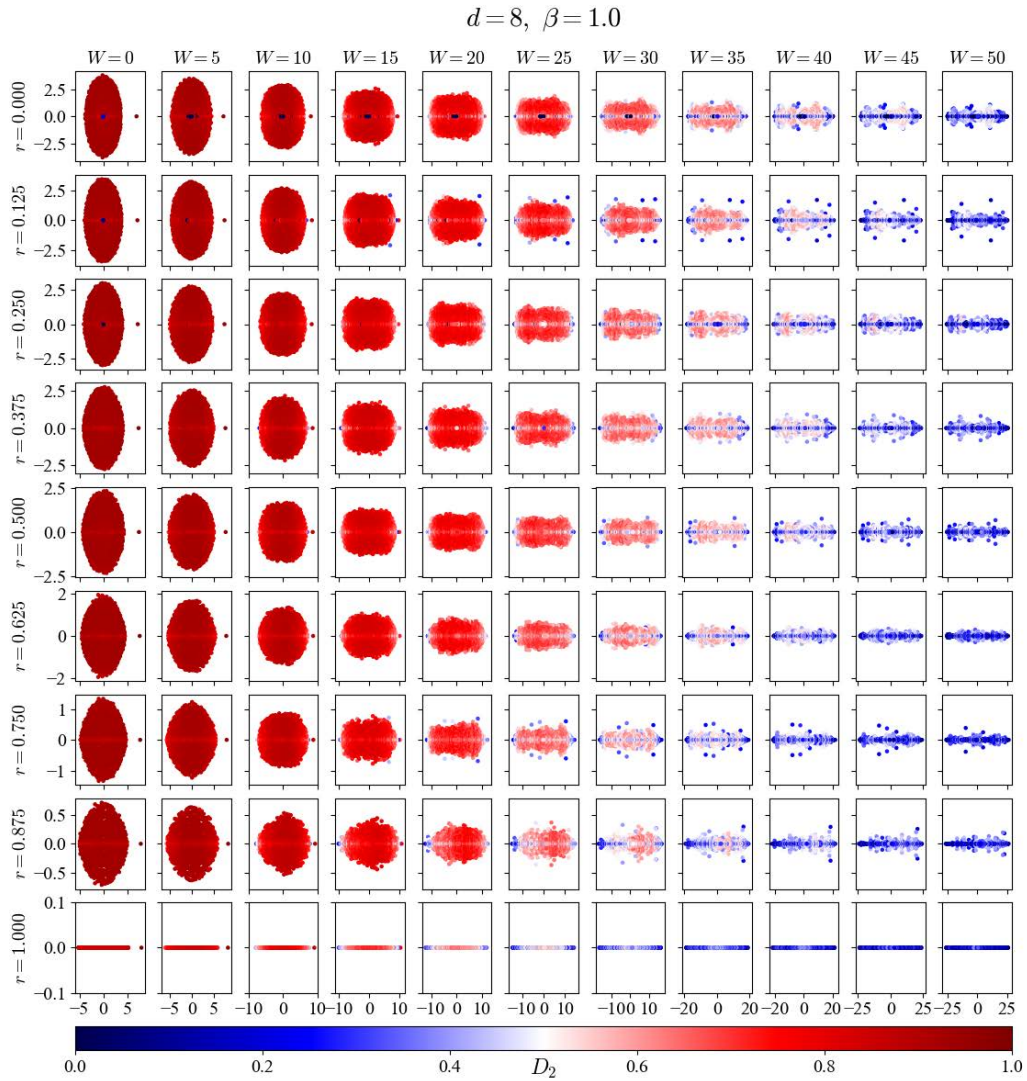 d = 8, β = 1.0
W = 0 W = 5 W = 10 W = 15 W = 20 W = 25 W = 30 W = 35 W = 40 W = 45 W = 50
r = 0.000 2.5 0.0 −2.5
r = 0.125 2.5 0.0 −2.5
r = 0.250 2.5 0.0 −2.5
r = 0.375 2.5 0.0 −2.5
r = 0.500 2.5 0.0 −2.5
r = 0.625 2 0 −2
r = 0.750 1 0 −1
r = 0.875 0.5 0.0 −0.5
r = 1.000 0.1 0.0 −0.1
−5 0 5 −5 0 5 −10 0 10 −10 0 10 −10 0 10 −10 0 10 −10 0 10 −20 0 20 −20 0 20 −25 0 25 −25 0 25
0.0 0.2 0.4 0.6 0.8 1.0
D2